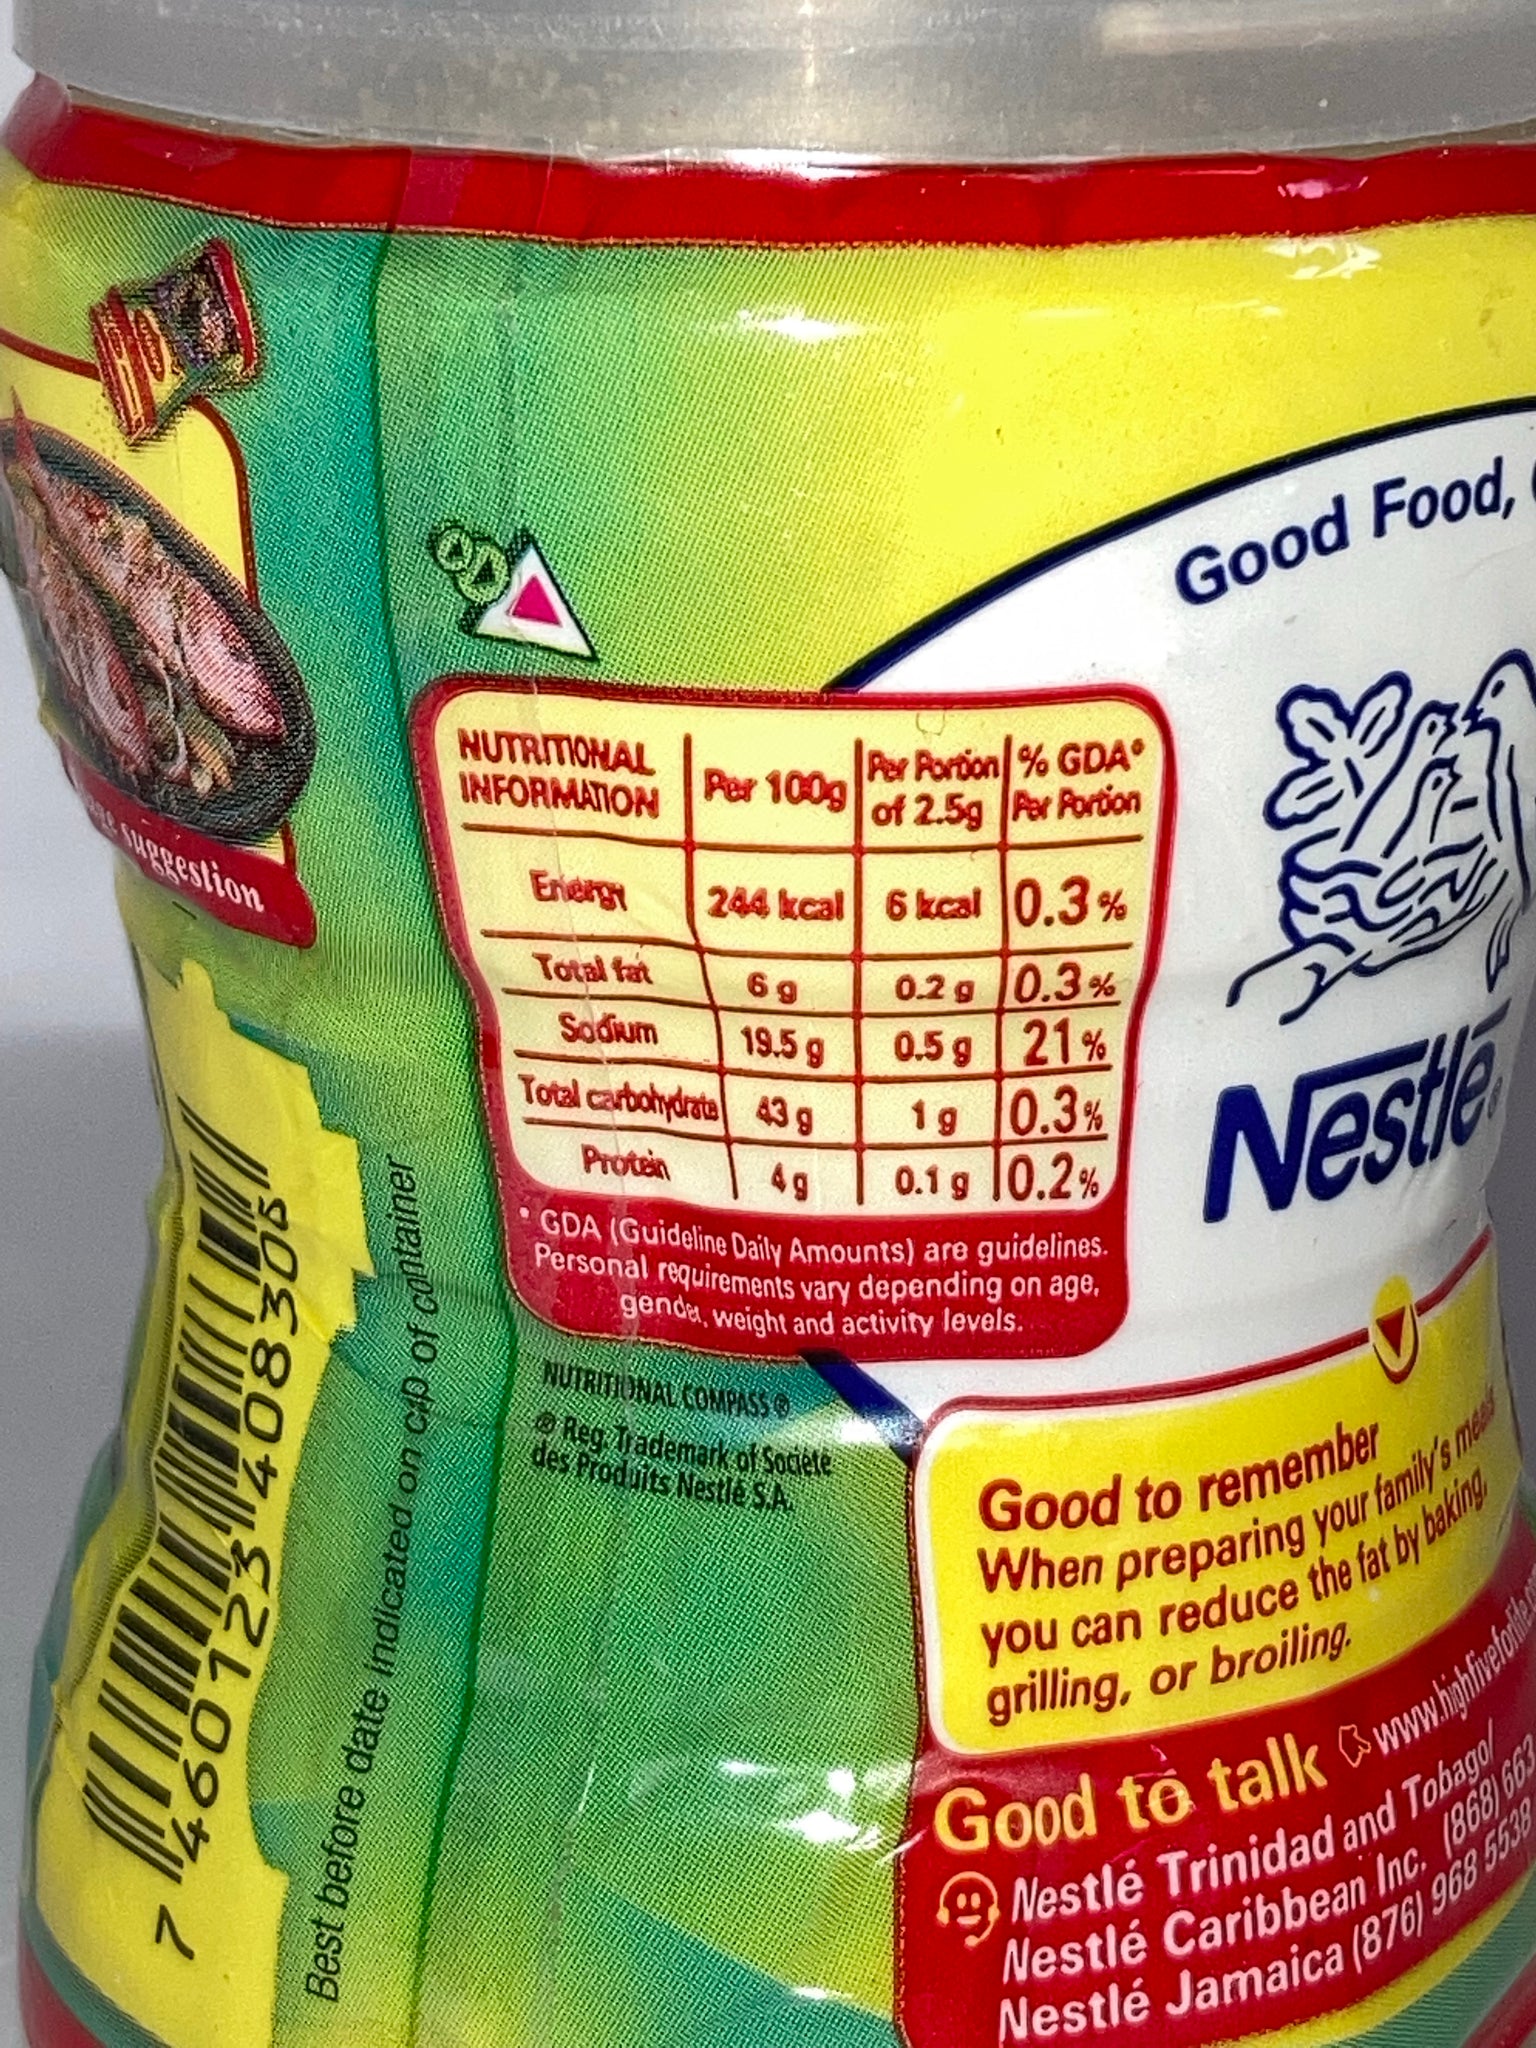 suggestion
Good Food,
Nestlé
NUTRITIONAL INFORMATION | Per 100g | Per Portion of 2.5g | % GDA* Per Portion
Energy 244 kcal 6 kcal 0.3%
Total fat 6 g 0.2 g 0.3%
Sodium 19.5 g 0.5 g 21%
Total carbohydrate 43 g 1 g 0.3%
Protein 4 g 0.1 g 0.2%
* GDA (Guideline Daily Amounts) are guidelines.
Personal requirements vary depending on age,
gender, weight and activity levels.
NUTRITIONAL COMPASS ®
® Reg. Trademark of Société
des Produits Nestlé S.A.
7 460123 408305
Best before date indicated on cap of container
Good to remember
When preparing your family's meals
you can reduce the fat by baking,
grilling, or broiling.
Good to talk www.highfiveforlife
Nestlé Trinidad and Tobago/
Nestlé Caribbean Inc. (868) 663
Nestlé Jamaica (876) 968 5538